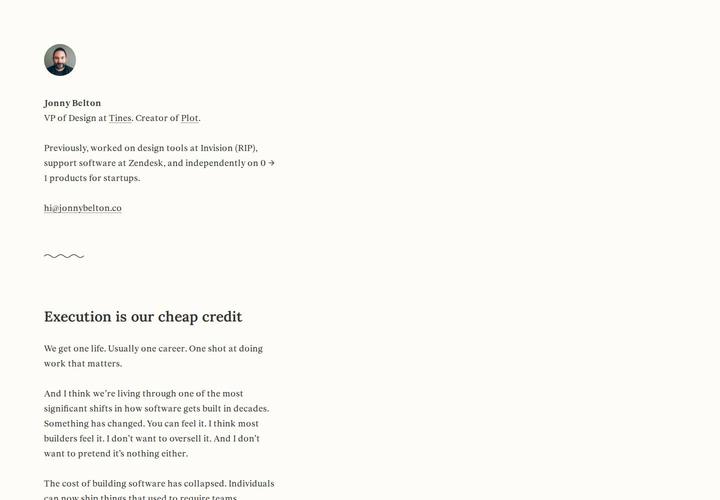 Jonny Belton
VP of Design at Tines. Creator of Plot.
Previously, worked on design tools at Invision (RIP),
support software at Zendesk, and independently on 0 →
1 products for startups.
hi@jonnybelton.co
Execution is our cheap credit
We get one life. Usually one career. One shot at doing
work that matters.
And I think we're living through one of the most
significant shifts in how software gets built in decades.
Something has changed. You can feel it. I think most
builders feel it. I don't want to oversell it. And I don't
want to pretend it's nothing either.
The cost of building software has collapsed. Individuals
can now ship things that used to require teams.